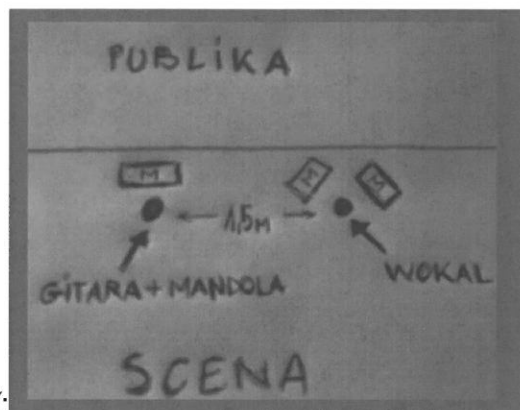 PUBLIKA
M
M
M
1,5M
GITARA+MANDOLA
WOKAL
SCENA